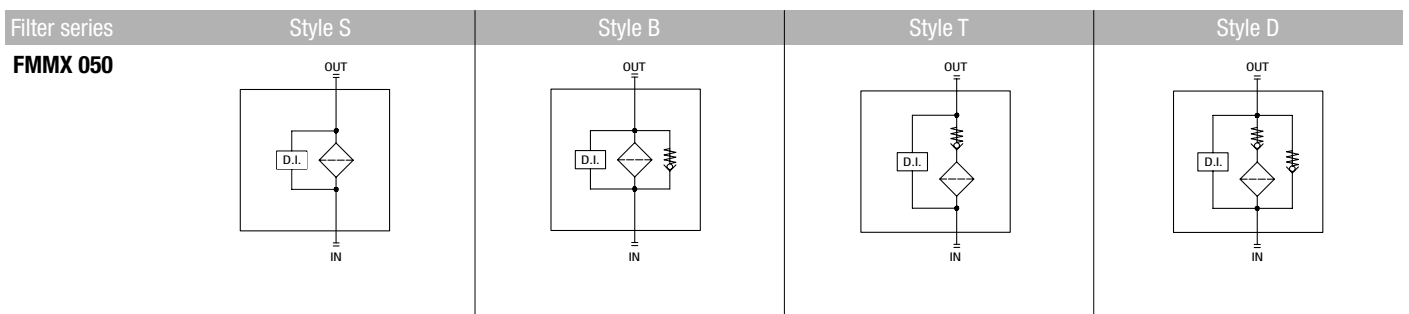 Filter series Style S Style B Style T Style D
FMMX 050
OUT OUT OUT OUT
D.I. D.I. D.I. D.I.
IN IN IN IN